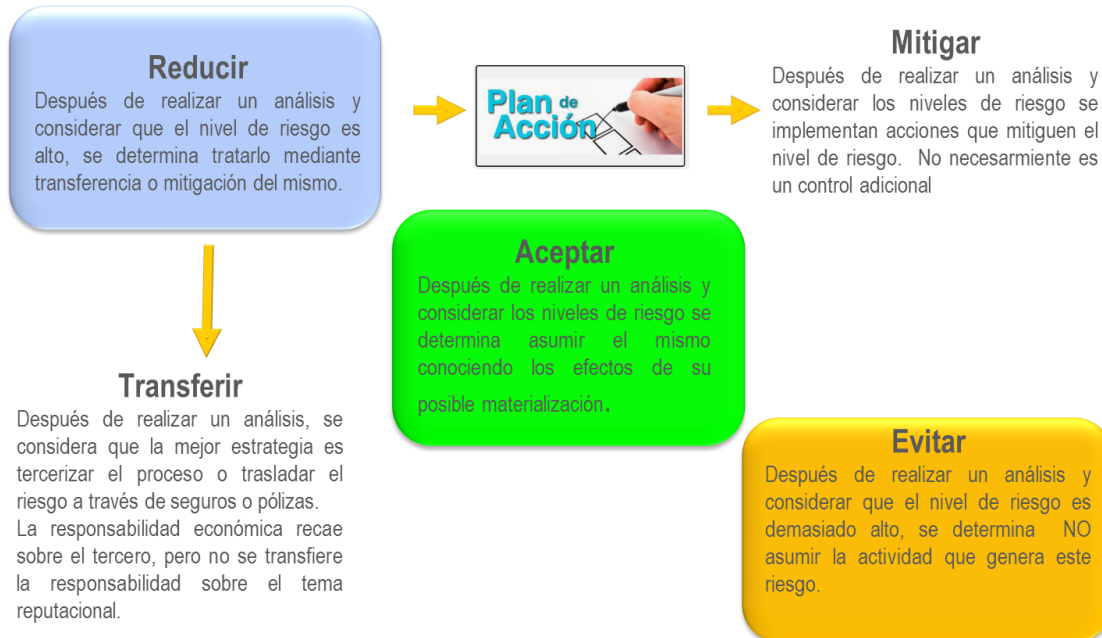 Reducir
Después de realizar un análisis y
considerar que el nivel de riesgo es
alto, se determina tratarlo mediante
transferencia o mitigación del mismo.
Plan de
Acción
Mitigar
Después de realizar un análisis y
considerar los niveles de riesgo se
implementan acciones que mitiguen el
nivel de riesgo. No necesarmiente es
un control adicional
Aceptar
Después de realizar un análisis y
considerar los niveles de riesgo se
determina asumir el mismo
conociendo los efectos de su
posible materialización.
Transferir
Después de realizar un análisis, se
considera que la mejor estrategia es
tercerizar el proceso o trasladar el
riesgo a través de seguros o pólizas.
La responsabilidad económica recae
sobre el tercero, pero no se transfiere
la responsabilidad sobre el tema
reputacional.
Evitar
Después de realizar un análisis y
considerar que el nivel de riesgo es
demasiado alto, se determina NO
asumir la actividad que genera este
riesgo.